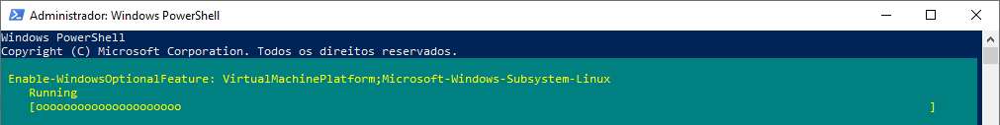 Administrador: Windows PowerShell
Windows PowerShell
Copyright (C) Microsoft Corporation. Todos os direitos reservados.
Enable-WindowsOptionalFeature: VirtualMachinePlatform;Microsoft-Windows-Subsystem-Linux
Running
[ooooooooooooooooooooo ]